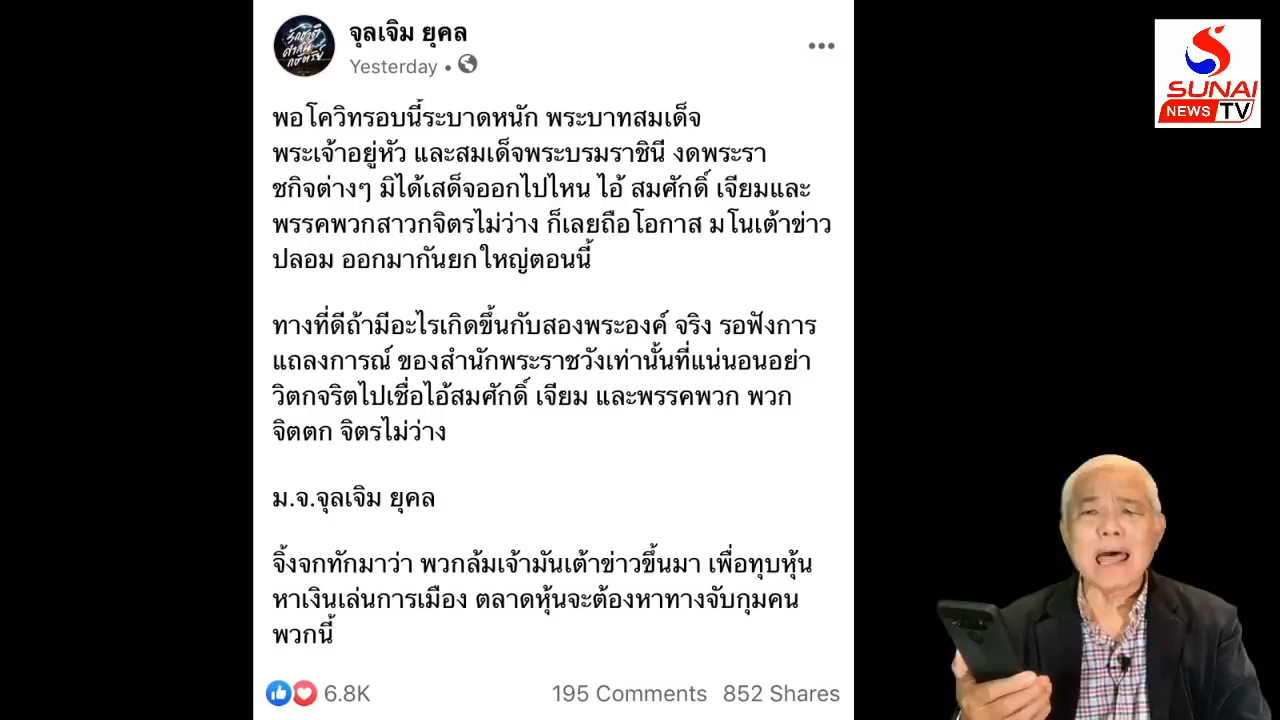 จุลเจิม ยุคล
Yesterday •
พอโควิทรอบนี้ระบาดหนัก พระบาทสมเด็จ
พระเจ้าอยู่หัว และสมเด็จพระบรมราชินี งดพระรา
ชกิจต่างๆ มิได้เสด็จออกไปไหน ไอ้ สมศักดิ์ เจียมและ
พรรคพวกสาวกจิตรไม่ว่าง ก็เลยถือโอกาส มโนเต้าข่าว
ปลอม ออกมากันยกใหญ่ตอนนี้
ทางที่ดีถ้ามีอะไรเกิดขึ้นกับสองพระองค์ จริง รอฟังการ
แถลงการณ์ ของสำนักพระราชวังเท่านั้นที่แน่นอนอย่า
วิตกจริตไปเชื่อไอ้สมศักดิ์ เจียม และพรรคพวก พวก
จิตตก จิตรไม่ว่าง
ม.จ.จุลเจิม ยุคล
จิ้งจกทักมาว่า พวกล้มเจ้ามันเต้าข่าวขึ้นมา เพื่อทุบหุ้น
หาเงินเล่นการเมือง ตลาดหุ้นจะต้องหาทางจับกุมคน
พวกนี้
6.8K 195 Comments 852 Shares
SUNAI
NEWS TV